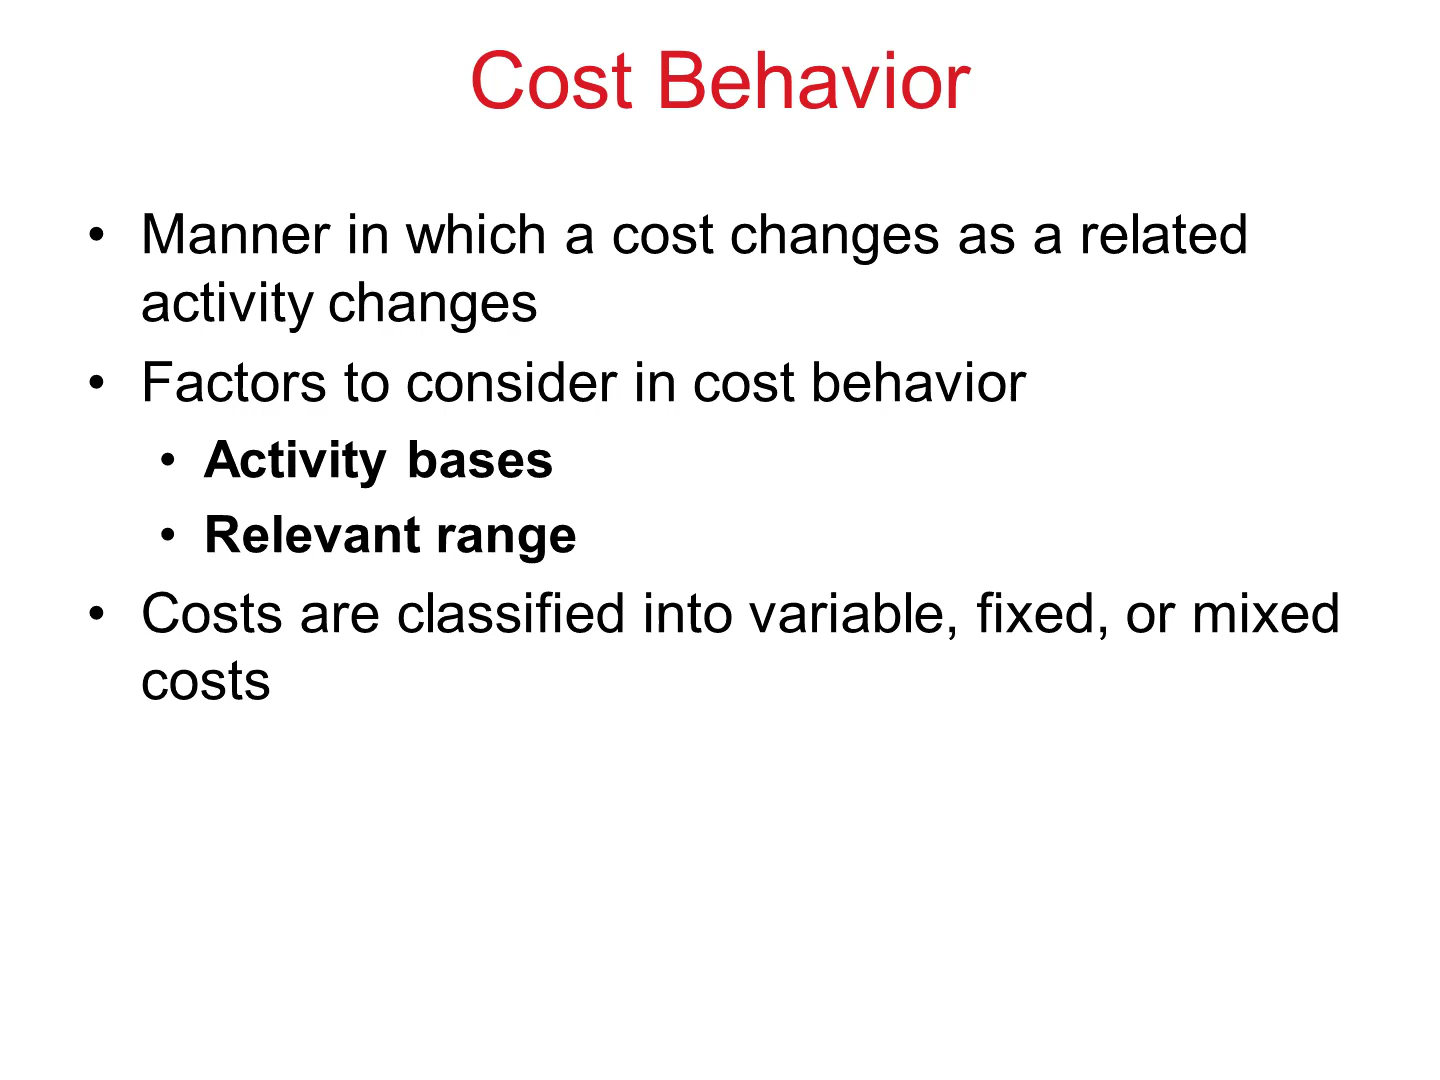 Cost Behavior
• Manner in which a cost changes as a related
activity changes
• Factors to consider in cost behavior
• Activity bases
• Relevant range
• Costs are classified into variable, fixed, or mixed
costs